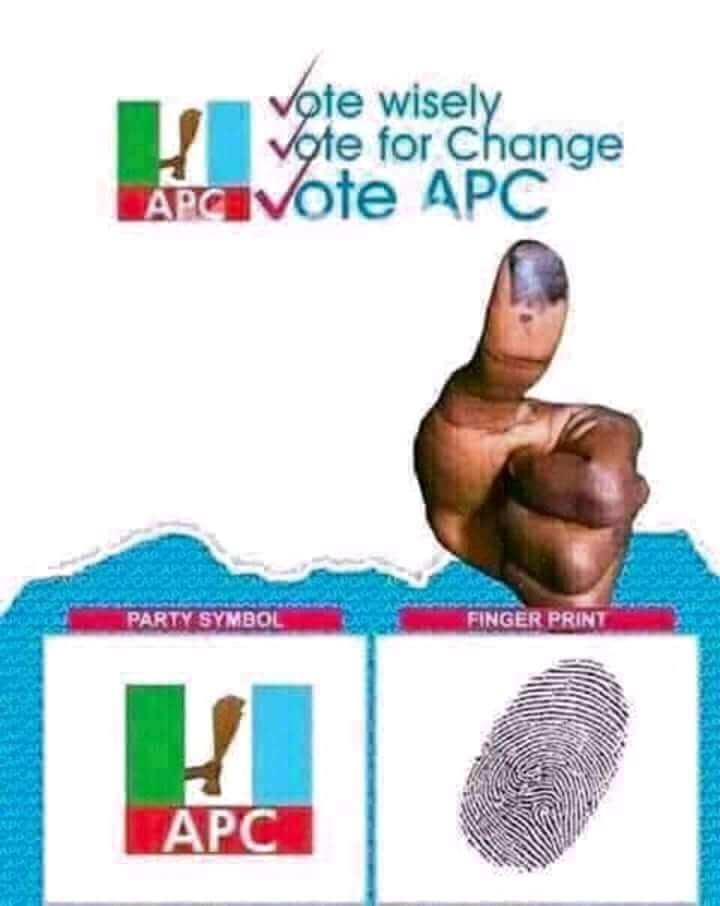 Vote wisely
Vote for Change
APC Vote APC
PARTY SYMBOL
FINGER PRINT
APC